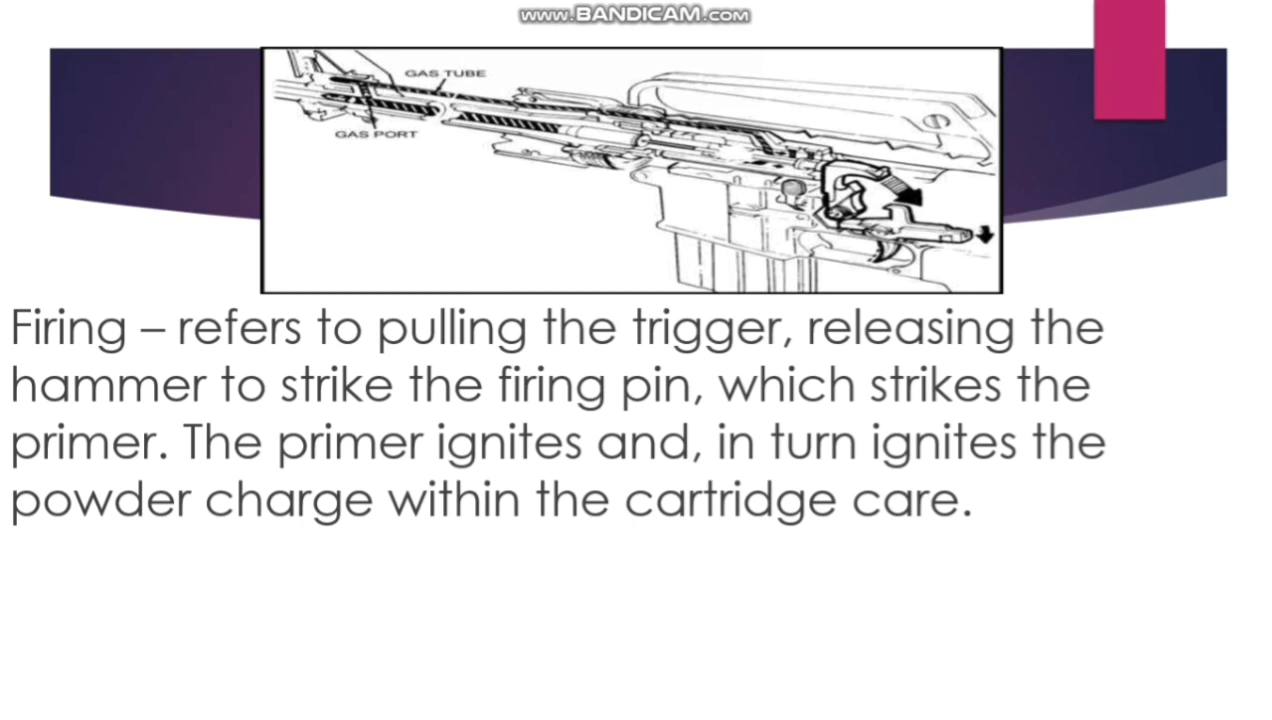 www.BANDICAM.com
GAS TUBE
GAS PORT
Firing – refers to pulling the trigger, releasing the
hammer to strike the firing pin, which strikes the
primer. The primer ignites and, in turn ignites the
powder charge within the cartridge care.